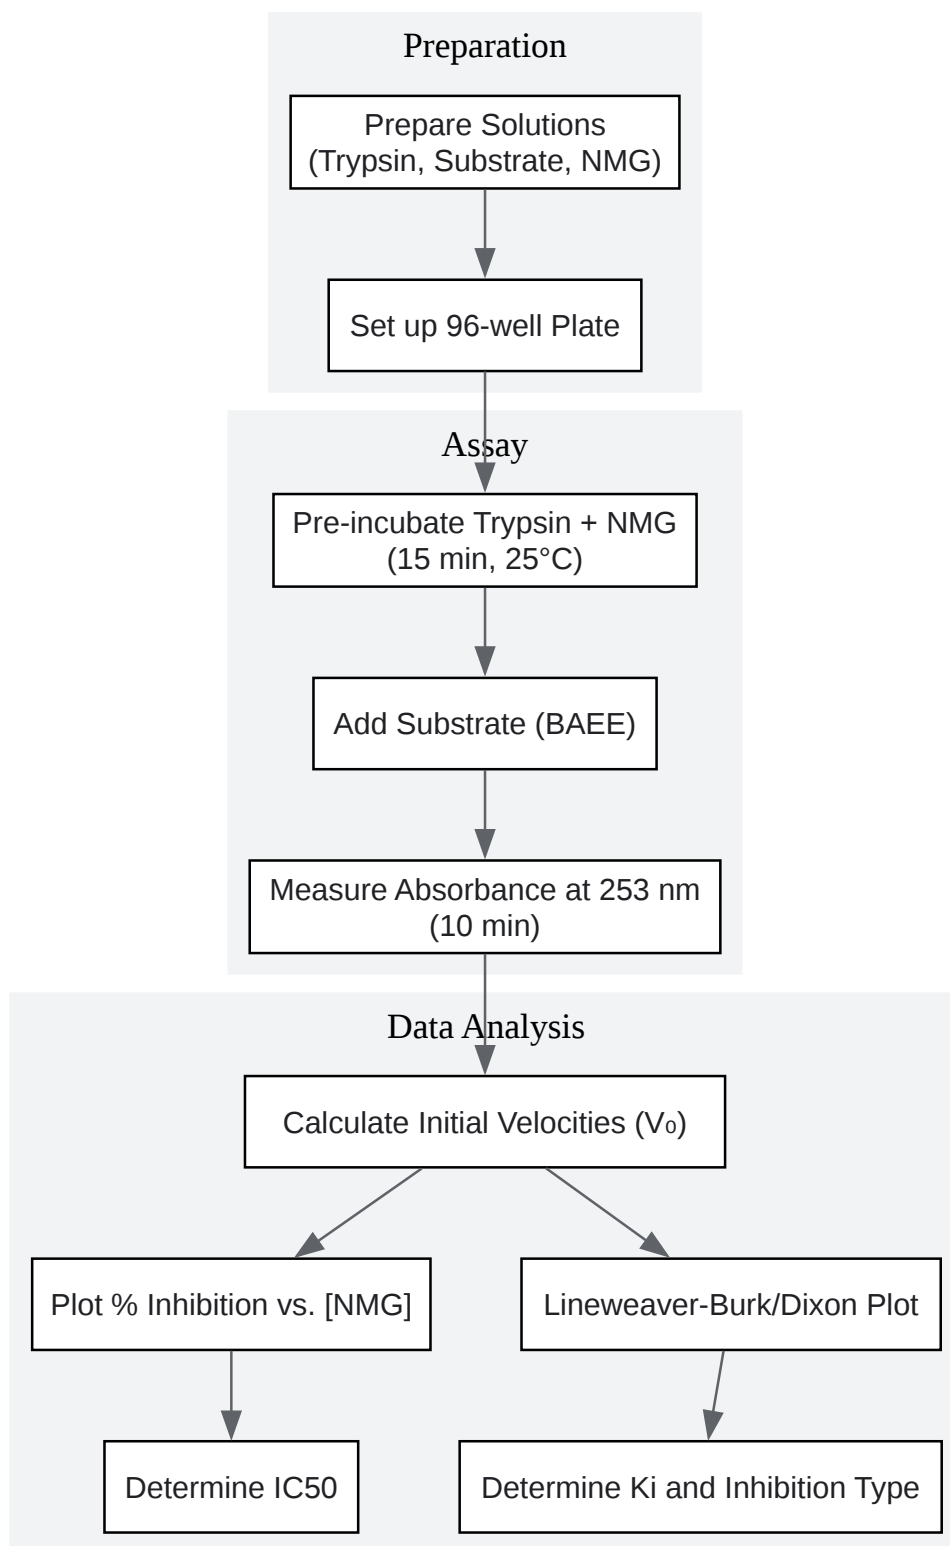 Preparation
Prepare Solutions
(Trypsin, Substrate, NMG)
Set up 96-well Plate
Assay
Pre-incubate Trypsin + NMG
(15 min, 25°C)
Add Substrate (BAEE)
Measure Absorbance at 253 nm
(10 min)
Data Analysis
Calculate Initial Velocities (V₀)
Plot % Inhibition vs. [NMG]
Lineweaver-Burk/Dixon Plot
Determine IC50
Determine Ki and Inhibition Type